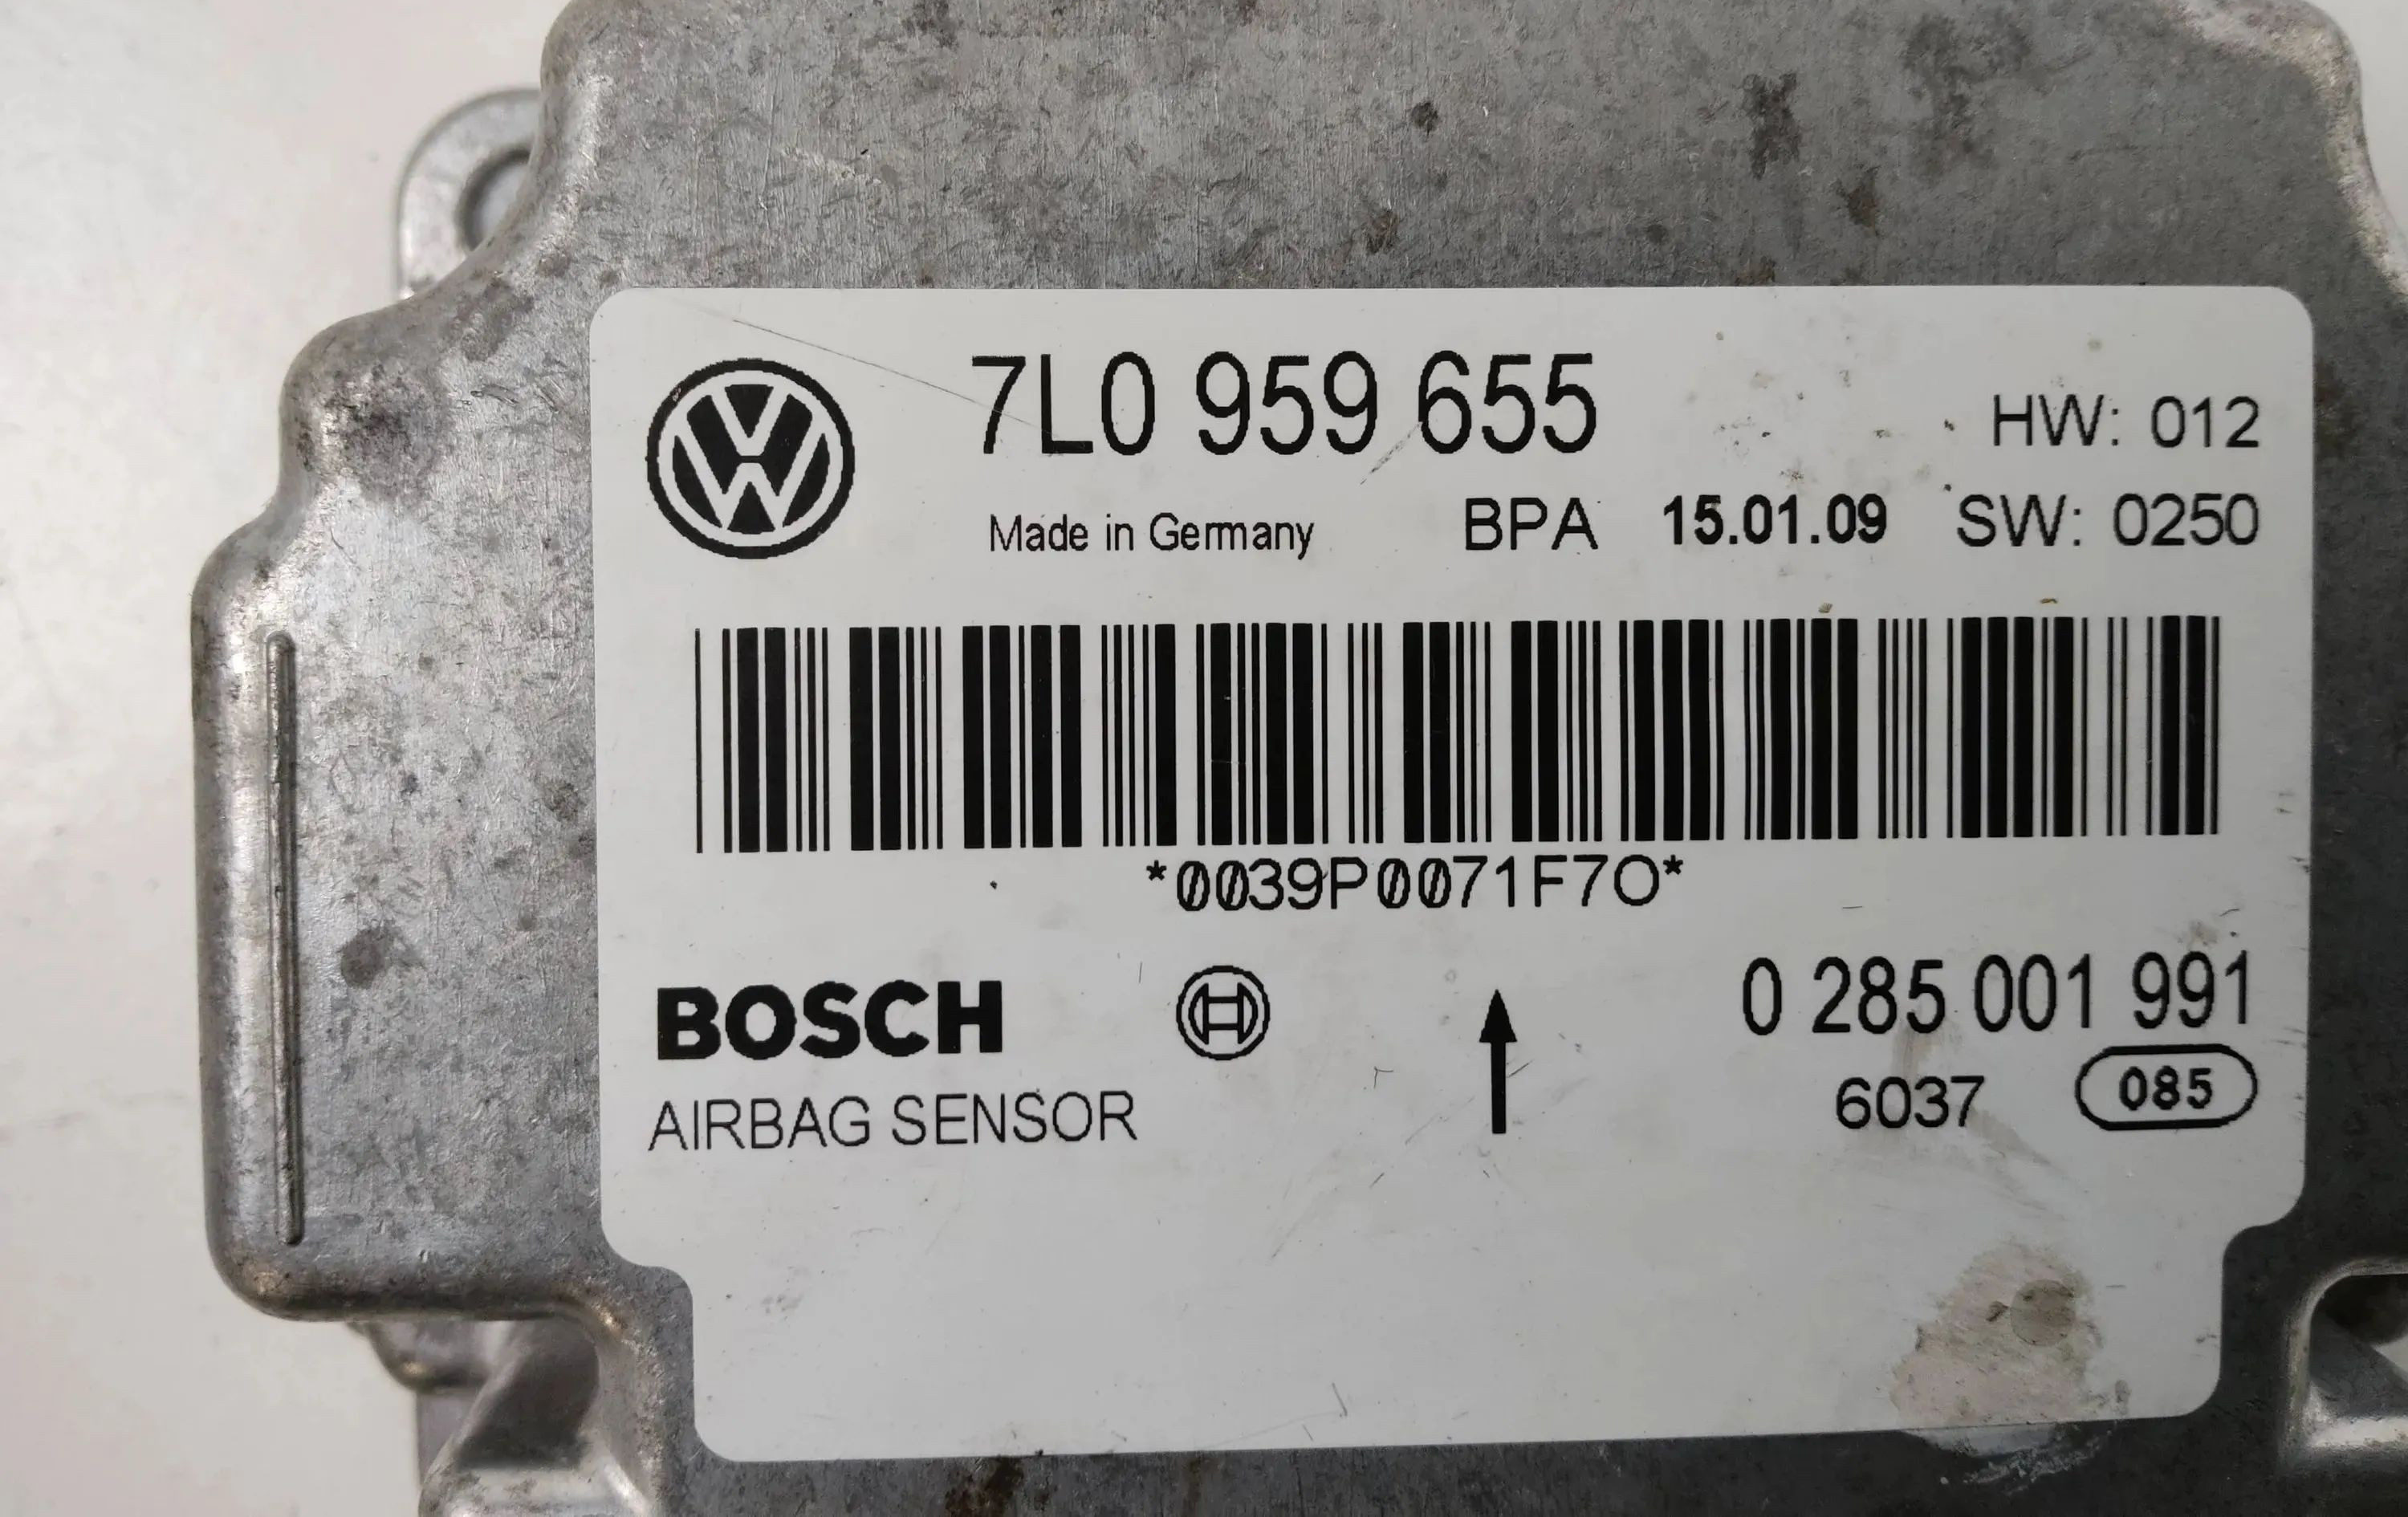 7L0 959 655
HW: 012
Made in Germany BPA 15.01.09 SW: 0250
*0039P0071F7O*
BOSCH 0 285 001 991
AIRBAG SENSOR 6037 085